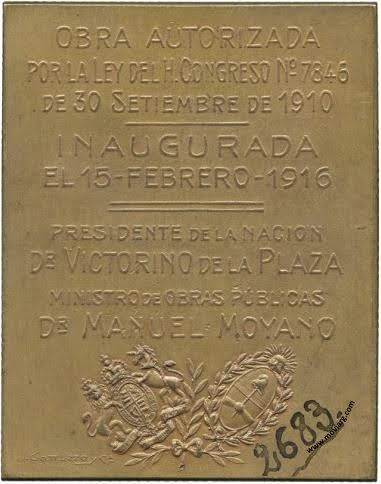 OBRA AUTORIZADA
POR LA LEY DEL H. CONGRESO Nº 7846
DE 30 SETIEMBRE DE 1910
INAUGURADA
EL 15-FEBRERO-1916
PRESIDENTE DE LA NACION
DR VICTORINO DE LA PLAZA
MINISTRO DE OBRAS PÚBLICAS
DR MANUEL MOYANO
2683.